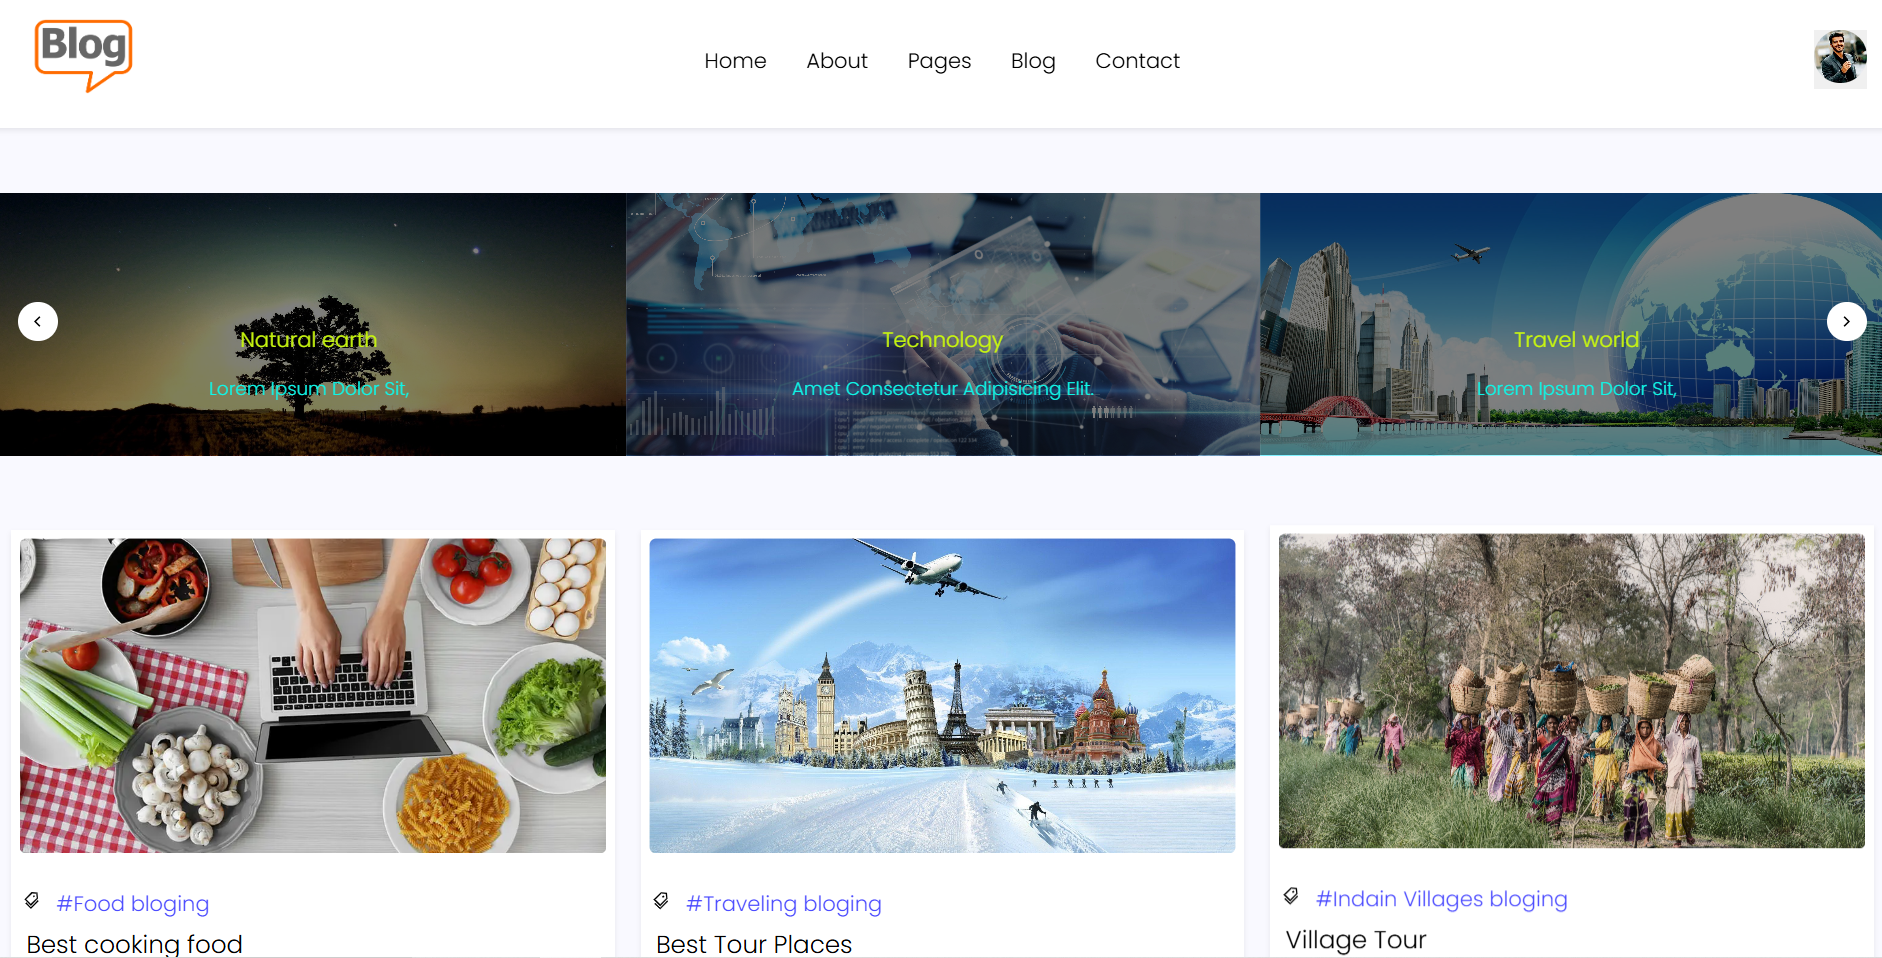 Blog
Home About Pages Blog Contact
Natural earth
Lorem Ipsum Dolor Sit,
Technology
Amet Consectetur Adipisicing Elit.
Travel world
Lorem Ipsum Dolor Sit,
#Food bloging
Best cooking food
#Traveling bloging
Best Tour Places
#Indain Villages bloging
Village Tour